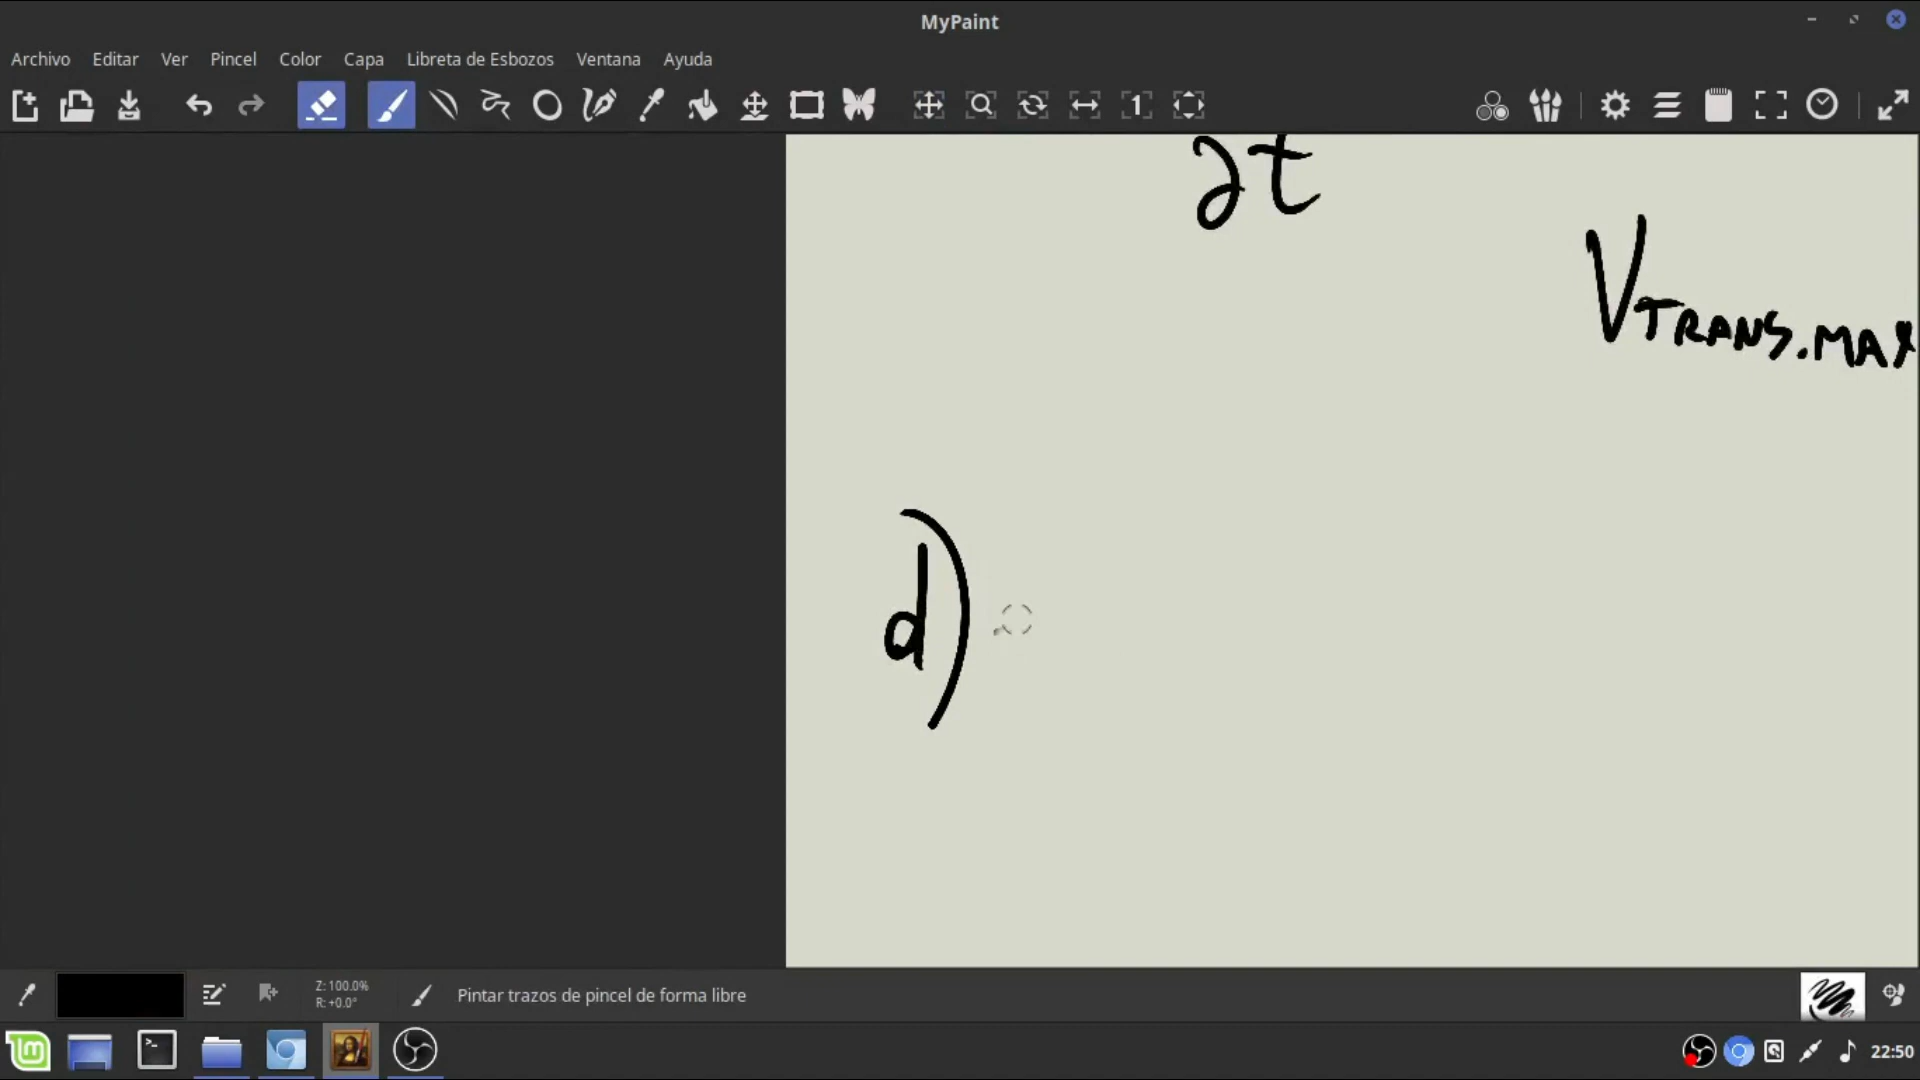 MyPaint
Archivo Editar Ver Pincel Color Capa Libreta de Esbozos Ventana Ayuda
1
∂t
VTRANS.MAX
d)
Z: 100.0%
R: +0.0°
Pintar trazos de pincel de forma libre
22:50